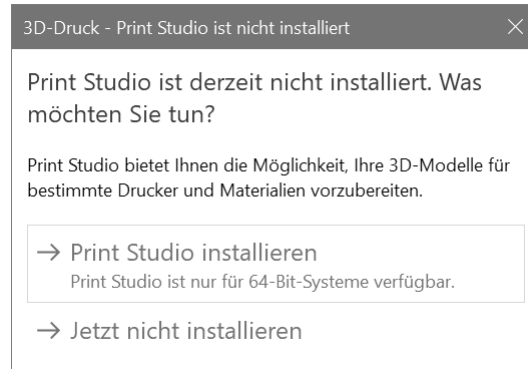 3D-Druck - Print Studio ist nicht installiert
Print Studio ist derzeit nicht installiert. Was
möchten Sie tun?
Print Studio bietet Ihnen die Möglichkeit, Ihre 3D-Modelle für
bestimmte Drucker und Materialien vorzubereiten.
Print Studio installieren
Print Studio ist nur für 64-Bit-Systeme verfügbar.
Jetzt nicht installieren